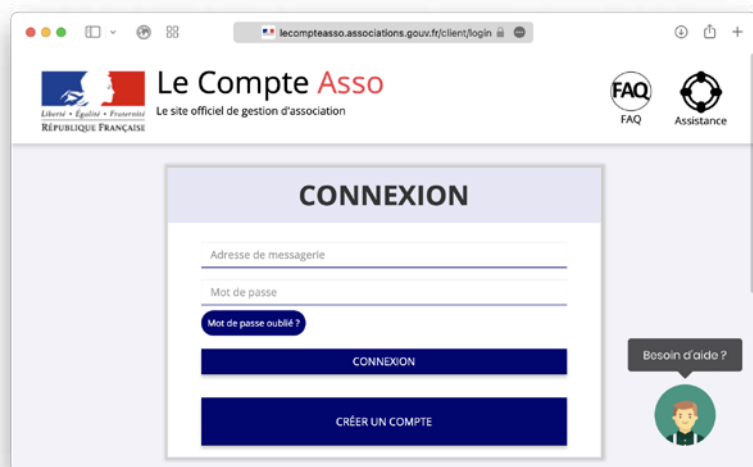 lecompteasso.associations.gouv.fr/client/login
Le Compte Asso
Le site officiel de gestion d'association
Liberté • Égalité • Fraternité
RÉPUBLIQUE FRANÇAISE
FAQ
FAQ
Assistance
CONNEXION
Adresse de messagerie
Mot de passe
Mot de passe oublié ?
CONNEXION
Besoin d'aide ?
CRÉER UN COMPTE